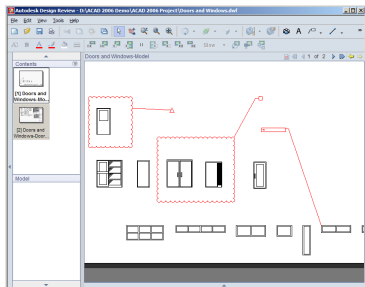 Autodesk Design Review - D:\ACAD 2006 Demo\ACAD 2006 Project\Doors and Windows.dwf
File Edit View Tools Help
Contents
Doors and Windows-Model
1 of 2
[1] Doors and
Windows-Mo...
[2] Doors and
Windows-Door...
Model